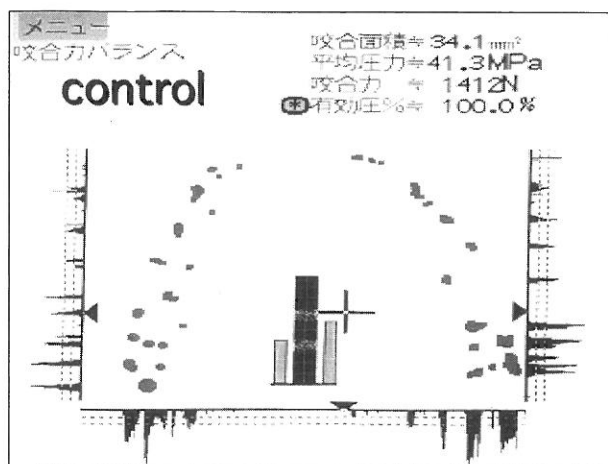 メニュー
咬合力バランス
control
咬合面積≒34.1mm²
平均圧力≒41.3MPa
咬合力 ≒ 1412N
*有効圧%≒ 100.0%